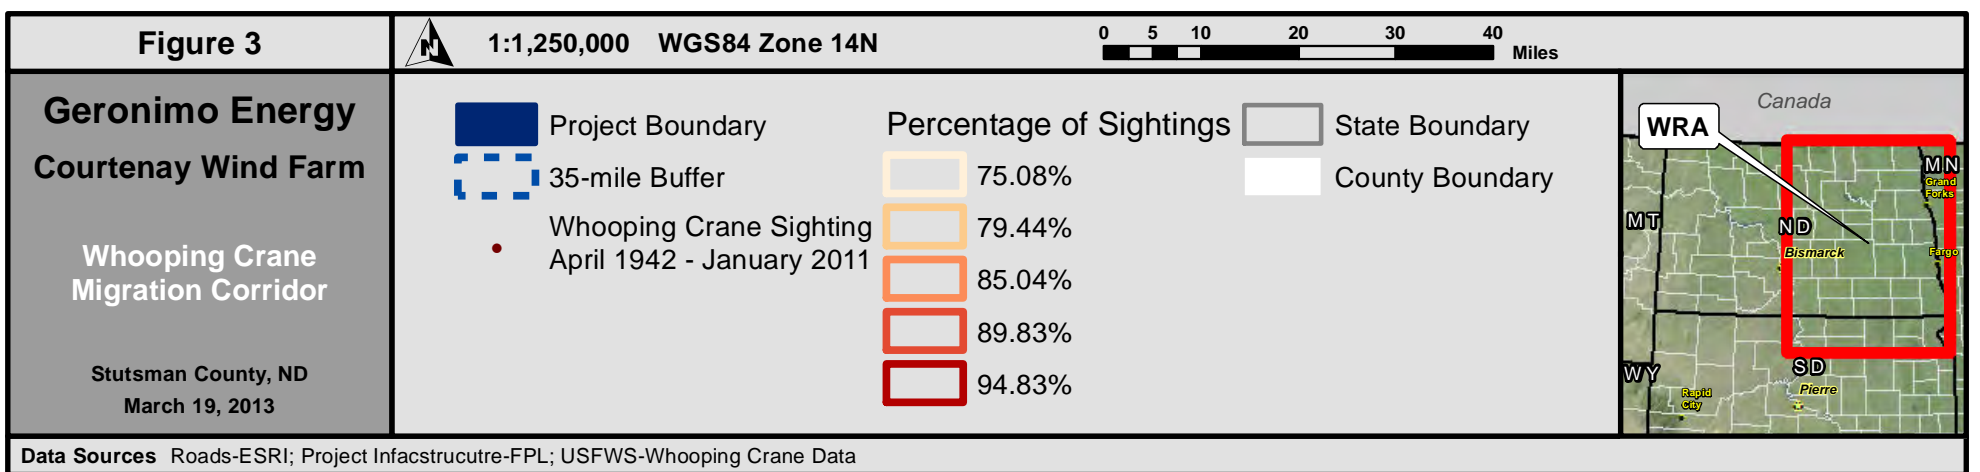 Figure 3
N
1:1,250,000 WGS84 Zone 14N
0 5 10 20 30 40
Miles
Geronimo Energy
Courtenay Wind Farm
Whooping Crane
Migration Corridor
Stutsman County, ND
March 19, 2013
Project Boundary
35-mile Buffer
Whooping Crane Sighting
April 1942 - January 2011
Percentage of Sightings
75.08%
79.44%
85.04%
89.83%
94.83%
State Boundary
County Boundary
Canada
WRA
MN
Grand
Forks
MT
ND
Bismarck
Fargo
WY
SD
Rapid
City
Pierre
Data Sources Roads-ESRI; Project Infacstrucutre-FPL; USFWS-Whooping Crane Data